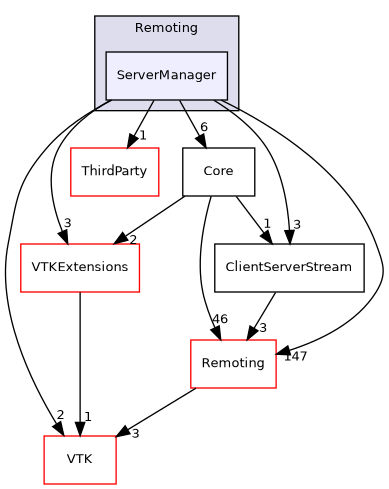 Remoting
ServerManager
1
6
ThirdParty
Core
3
2
1
3
VTKExtensions
ClientServerStream
46
3
147
Remoting
2
1
3
VTK